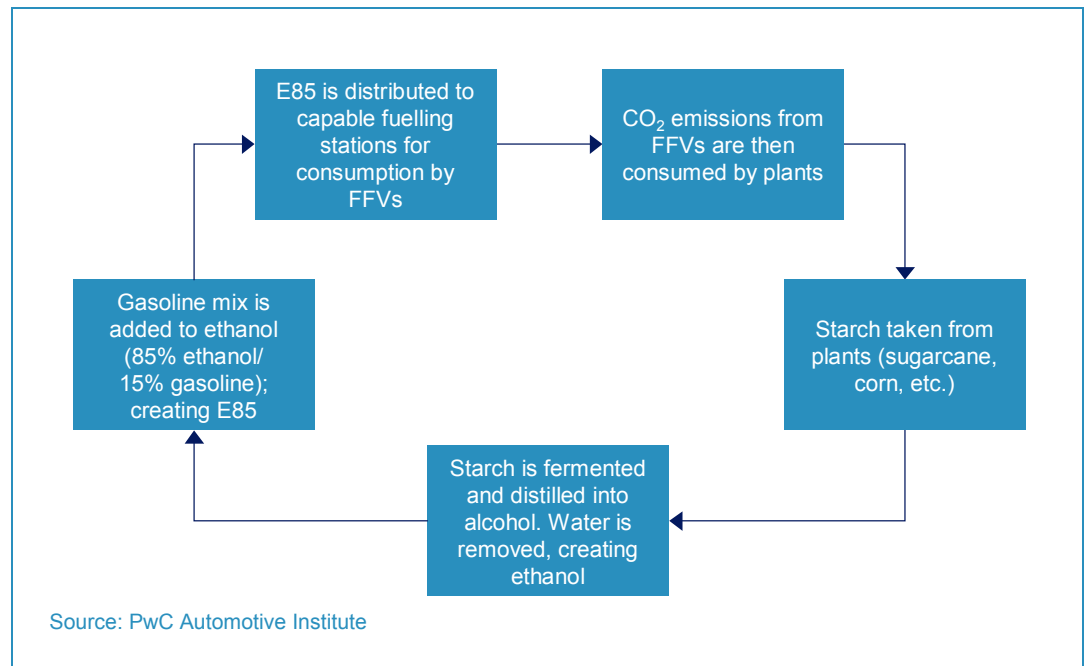 E85 is distributed to
capable fuelling
stations for
consumption by
FFVs
CO₂ emissions from
FFVs are then
consumed by plants
Gasoline mix is
added to ethanol
(85% ethanol/
15% gasoline);
creating E85
Starch taken from
plants (sugarcane,
corn, etc.)
Starch is fermented
and distilled into
alcohol. Water is
removed, creating
ethanol
Source: PwC Automotive Institute